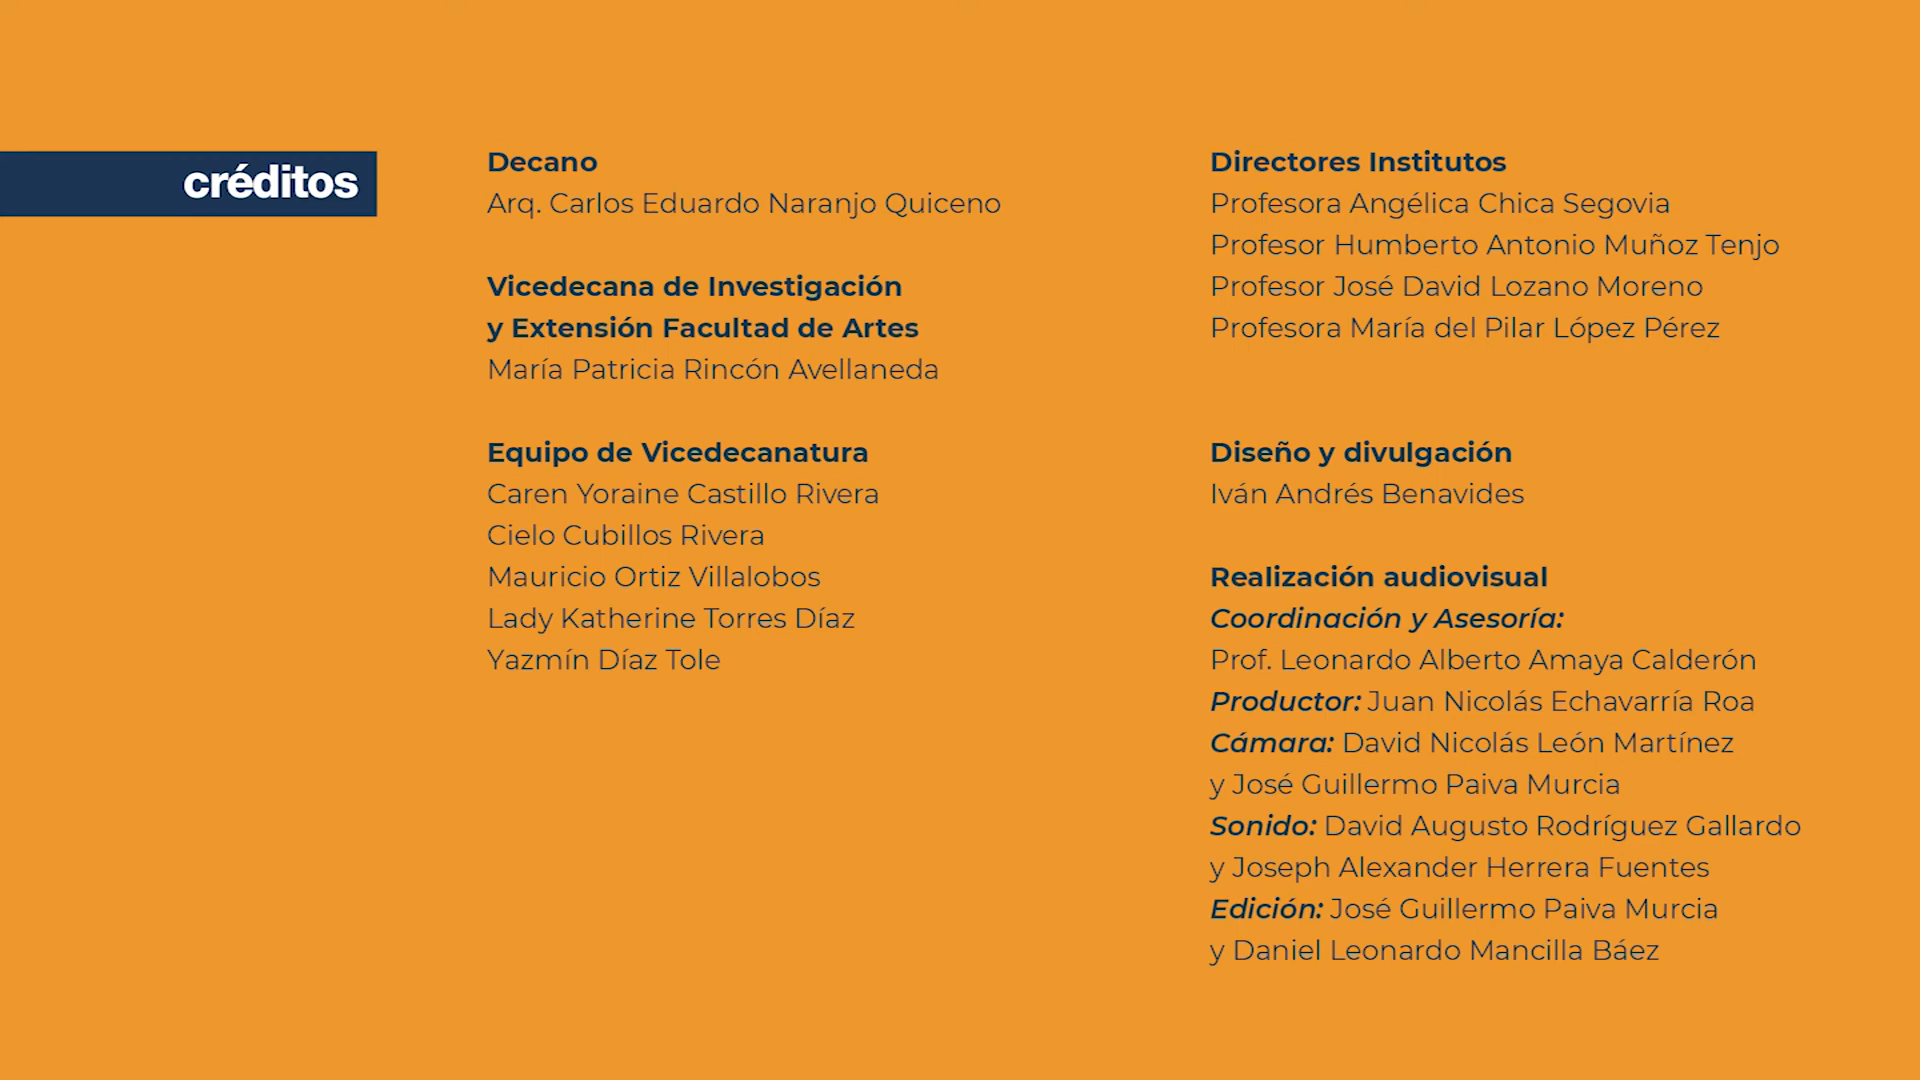 créditos
Decano
Arq. Carlos Eduardo Naranjo Quiceno
Vicedecana de Investigación
y Extensión Facultad de Artes
María Patricia Rincón Avellaneda
Equipo de Vicedecanatura
Caren Yoraine Castillo Rivera
Cielo Cubillos Rivera
Mauricio Ortiz Villalobos
Lady Katherine Torres Díaz
Yazmín Díaz Tole
Directores Institutos
Profesora Angélica Chica Segovia
Profesor Humberto Antonio Muñoz Tenjo
Profesor José David Lozano Moreno
Profesora María del Pilar López Pérez
Diseño y divulgación
Iván Andrés Benavides
Realización audiovisual
Coordinación y Asesoría:
Prof. Leonardo Alberto Amaya Calderón
Productor: Juan Nicolás Echavarría Roa
Cámara: David Nicolás León Martínez
y José Guillermo Paiva Murcia
Sonido: David Augusto Rodríguez Gallardo
y Joseph Alexander Herrera Fuentes
Edición: José Guillermo Paiva Murcia
y Daniel Leonardo Mancilla Báez